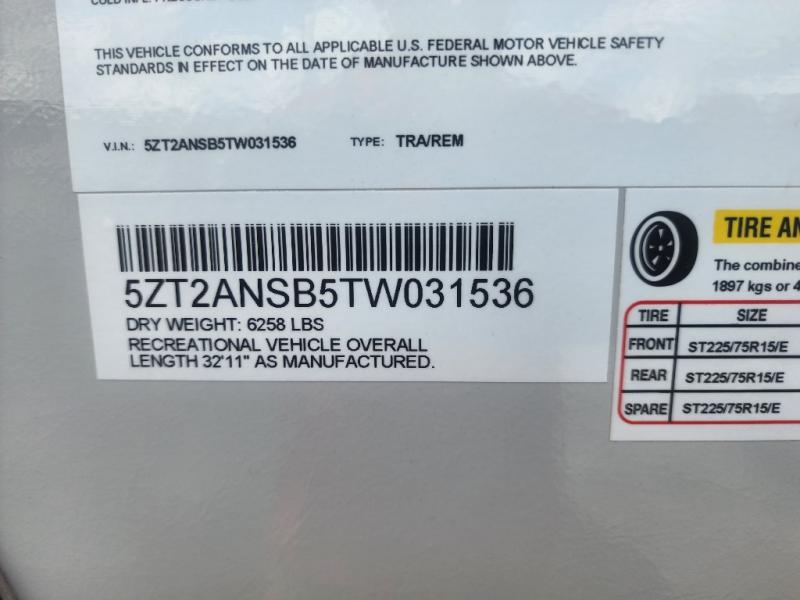 THIS VEHICLE CONFORMS TO ALL APPLICABLE U.S. FEDERAL MOTOR VEHICLE SAFETY
STANDARDS IN EFFECT ON THE DATE OF MANUFACTURE SHOWN ABOVE.
V.I.N.: 5ZT2ANSB5TW031536 TYPE: TRA/REM
5ZT2ANSB5TW031536
DRY WEIGHT: 6258 LBS
RECREATIONAL VEHICLE OVERALL
LENGTH 32'11" AS MANUFACTURED.
TIRE AN
The combine
1897 kgs or 4
TIRE SIZE
FRONT ST225/75R15/E
REAR ST225/75R15/E
SPARE ST225/75R15/E